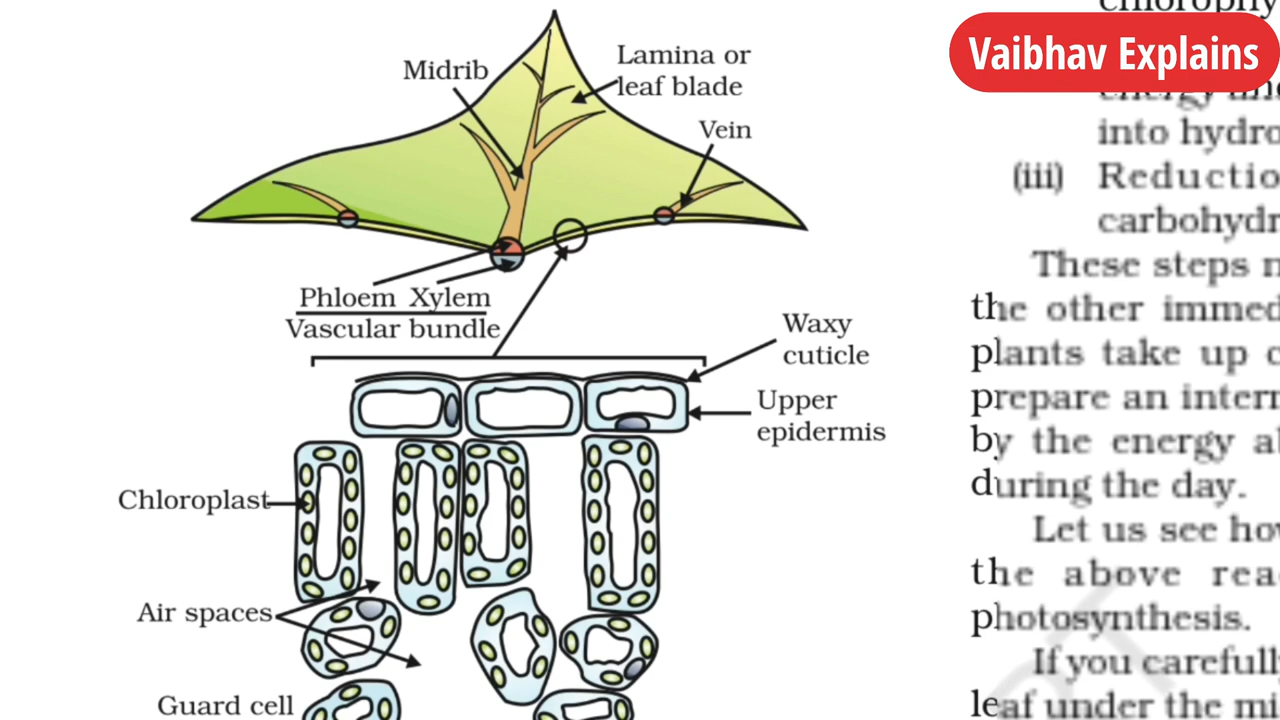 Vaibhav Explains
Midrib
Lamina or
leaf blade
Vein
Phloem Xylem
Vascular bundle
Waxy
cuticle
Upper
epidermis
Chloroplast
Air spaces
Guard cell
into hydro
(iii) Reductio
carbohydr
These steps n
the other immed
plants take up c
prepare an intern
by the energy a
during the day.
Let us see how
the above rea
photosynthesis.
If you carefull
leaf under the mi